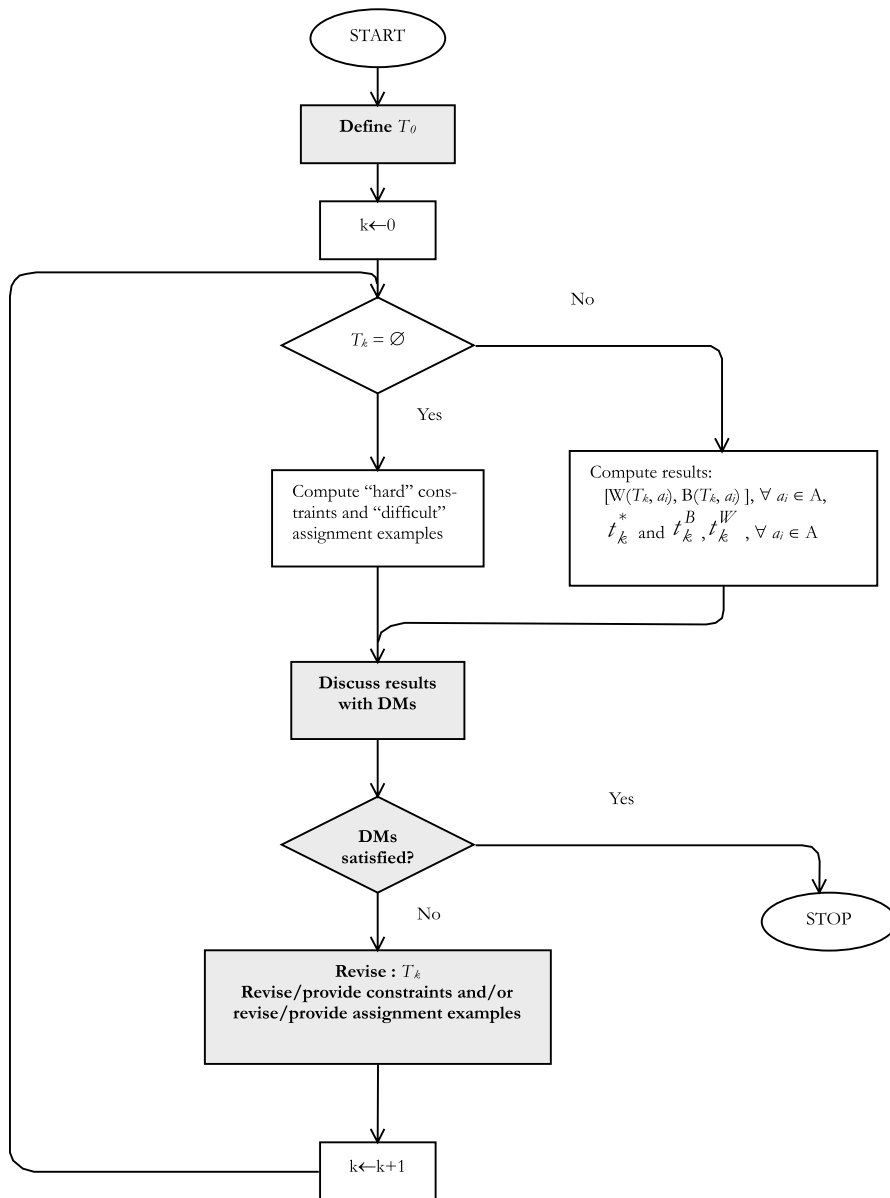 START
Define T₀
k←0
No
Tₖ = ∅
Yes
Compute “hard” cons-
traints and “difficult”
assignment examples
Compute results:
[W(Tₖ, aᵢ), B(Tₖ, aᵢ) ], ∀ aᵢ ∈ A,
t*ₖ and tᴮₖ , tᵂₖ , ∀ aᵢ ∈ A
Discuss results
with DMs
Yes
DMs
satisfied?
No
STOP
Revise : Tₖ
Revise/provide constraints and/or
revise/provide assignment examples
k←k+1